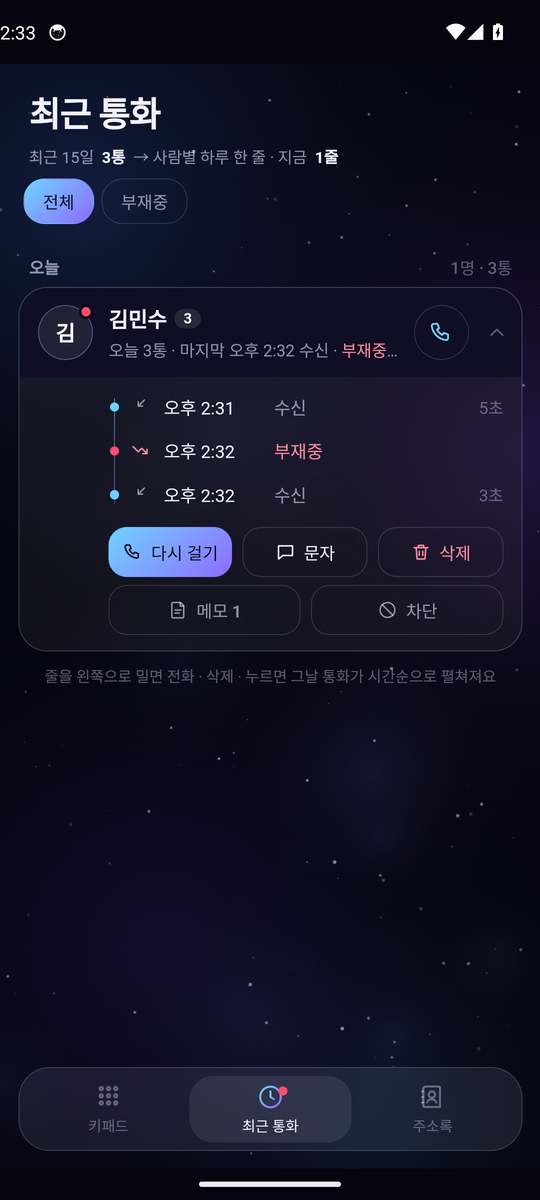 2:33
최근 통화
최근 15일 3통 → 사람별 하루 한 줄 · 지금 1줄
전체 부재중
오늘 1명 · 3통
김 김민수 3
오늘 3통 · 마지막 오후 2:32 수신 · 부재중…
오후 2:31 수신 5초
오후 2:32 부재중
오후 2:32 수신 3초
다시 걸기 문자 삭제
메모 1 차단
줄을 왼쪽으로 밀면 전화 · 삭제 · 누르면 그날 통화가 시간순으로 펼쳐져요
키패드 최근 통화 주소록